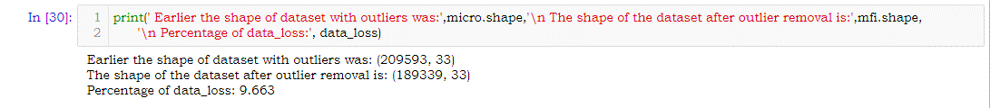 In [30]: 1 print(' Earlier the shape of dataset with outliers was:',micro.shape,'\n The shape of the dataset after outlier removal is:',mfi.shape,
2 '\n Percentage of data_loss:', data_loss)
Earlier the shape of dataset with outliers was: (209593, 33)
The shape of the dataset after outlier removal is: (189339, 33)
Percentage of data_loss: 9.663